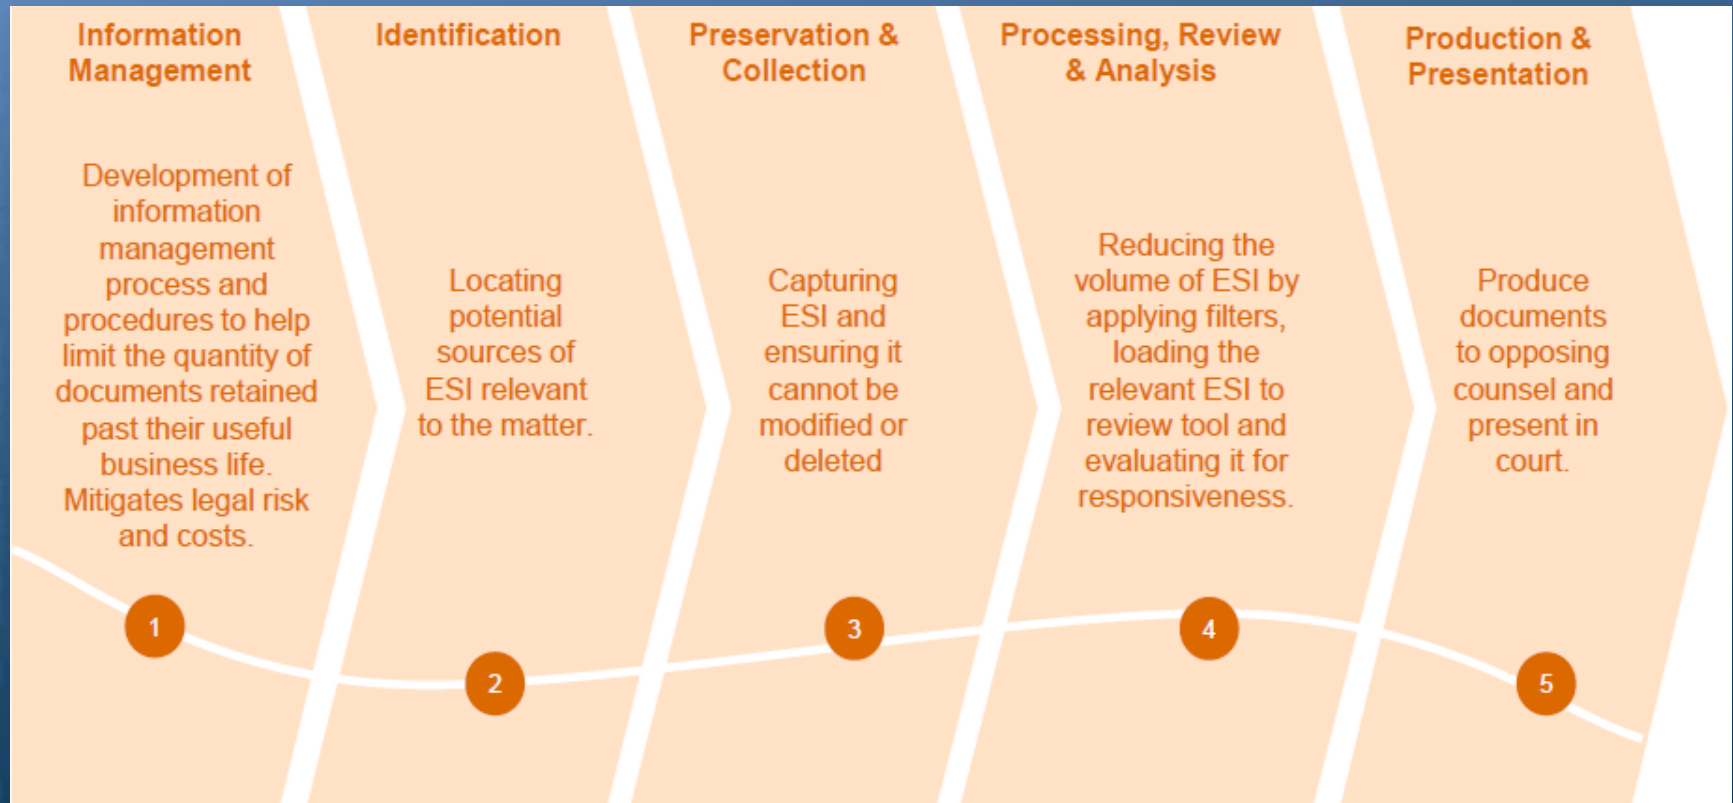 Information
Management
Development of
information
management
process and
procedures to help
limit the quantity of
documents retained
past their useful
business life.
Mitigates legal risk
and costs.
1
Identification
Locating
potential
sources of
ESI relevant
to the matter.
2
Preservation &
Collection
Capturing
ESI and
ensuring it
cannot be
modified or
deleted
3
Processing, Review
& Analysis
Reducing the
volume of ESI by
applying filters,
loading the
relevant ESI to
review tool and
evaluating it for
responsiveness.
4
Production &
Presentation
Produce
documents
to opposing
counsel and
present in
court.
5